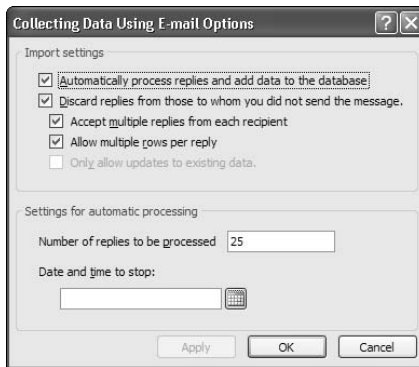 Collecting Data Using E-mail Options
Import settings
Automatically process replies and add data to the database
Discard replies from those to whom you did not send the message.
Accept multiple replies from each recipient
Allow multiple rows per reply
Only allow updates to existing data.
Settings for automatic processing
Number of replies to be processed 25
Date and time to stop:
Apply OK Cancel